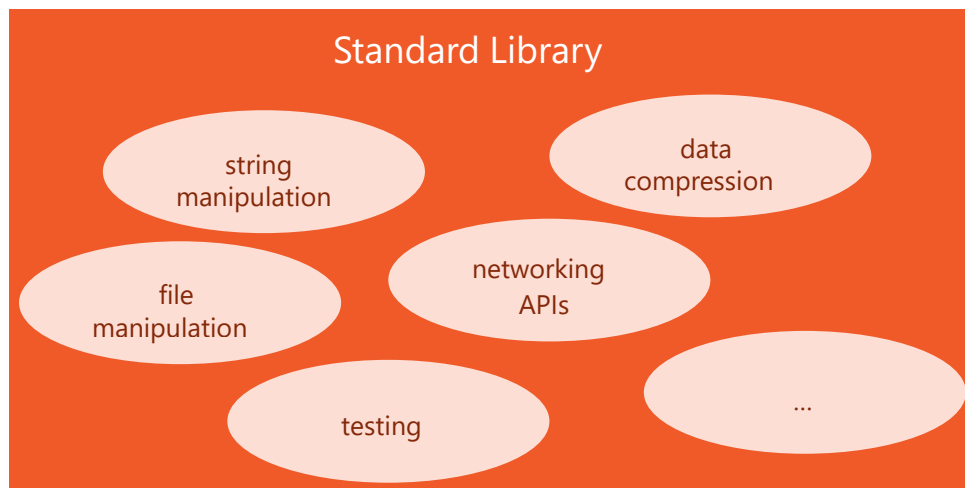 Standard Library
string
manipulation
data
compression
file
manipulation
networking
APIs
testing
...